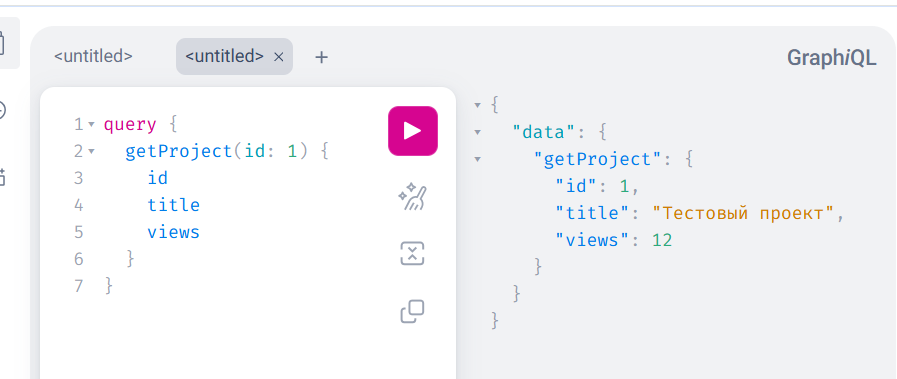 <untitled> <untitled> × + GraphiQL
1 query {
2 getProject(id: 1) {
3 id
4 title
5 views
6 }
7 }
{
"data": {
"getProject": {
"id": 1,
"title": "Тестовый проект",
"views": 12
}
}
}